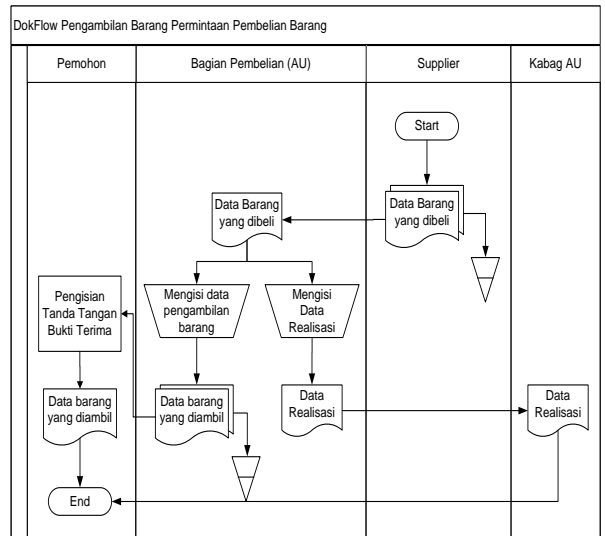 DokFlow Pengambilan Barang Permintaan Pembelian Barang
Pemohon
Bagian Pembelian (AU)
Supplier
Kabag AU
Start
Data Barang
yang dibeli
Data Barang
yang dibeli
Pengisian
Tanda Tangan
Bukti Terima
Mengisi data
pengambilan
barang
Mengisi
Data
Realisasi
Data barang
yang diambil
Data barang
yang diambil
Data
Realisasi
Data
Realisasi
End